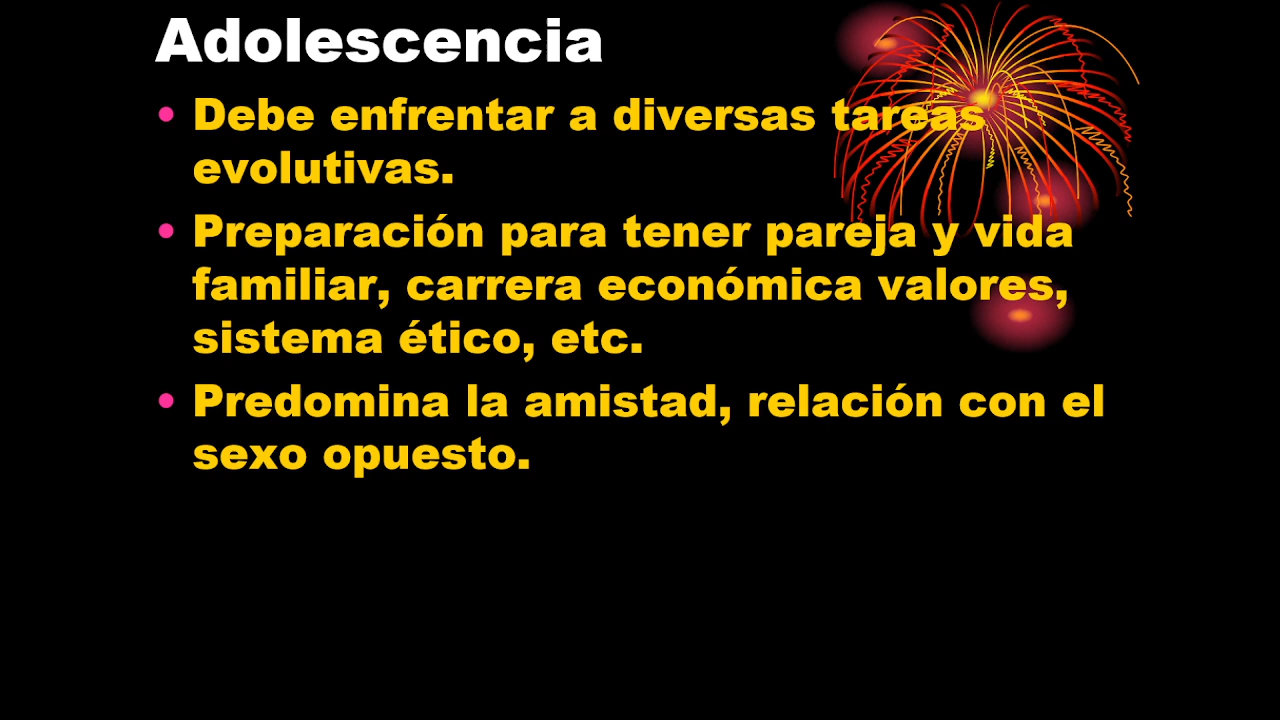 Adolescencia
• Debe enfrentar a diversas tareas
evolutivas.
• Preparación para tener pareja y vida
familiar, carrera económica valores,
sistema ético, etc.
• Predomina la amistad, relación con el
sexo opuesto.